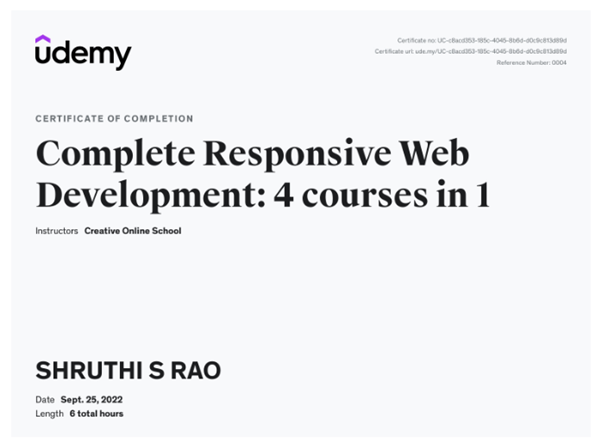 udemy
Certificate no: UC-c8acd353-185c-4045-8b6d-d0c9c813d89d
Certificate url: ude.my/UC-c8acd353-185c-4045-8b6d-d0c9c813d89d
Reference Number: 0004
CERTIFICATE OF COMPLETION
Complete Responsive Web
Development: 4 courses in 1
Instructors Creative Online School
SHRUTHI S RAO
Date Sept. 25, 2022
Length 6 total hours